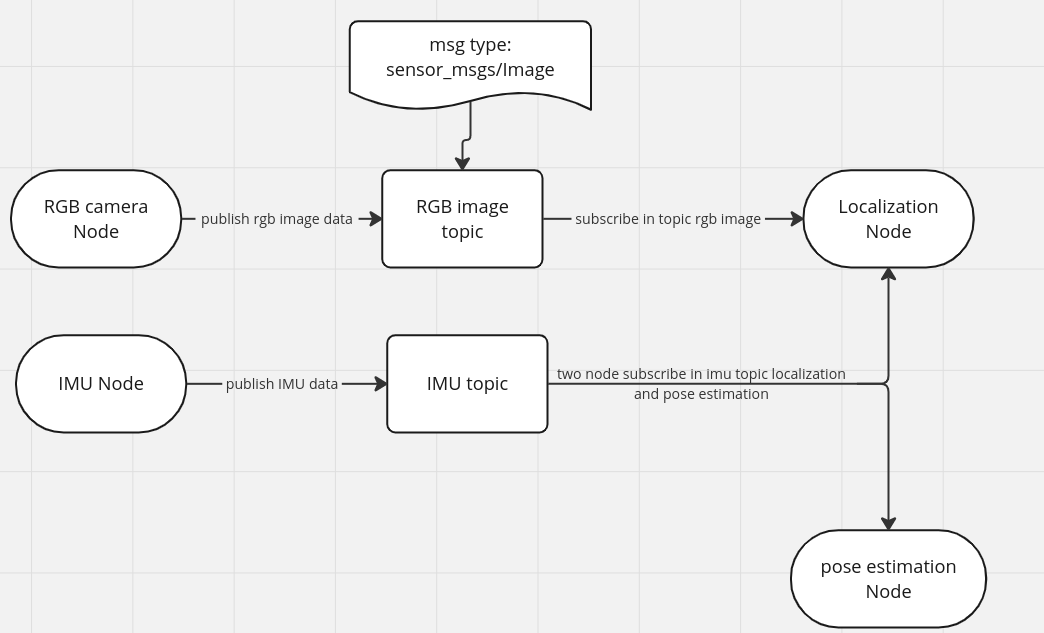 msg type:
sensor_msgs/Image
RGB camera
Node
publish rgb image data
RGB image
topic
subscribe in topic rgb image
Localization
Node
IMU Node
publish IMU data
IMU topic
two node subscribe in imu topic localization
and pose estimation
pose estimation
Node